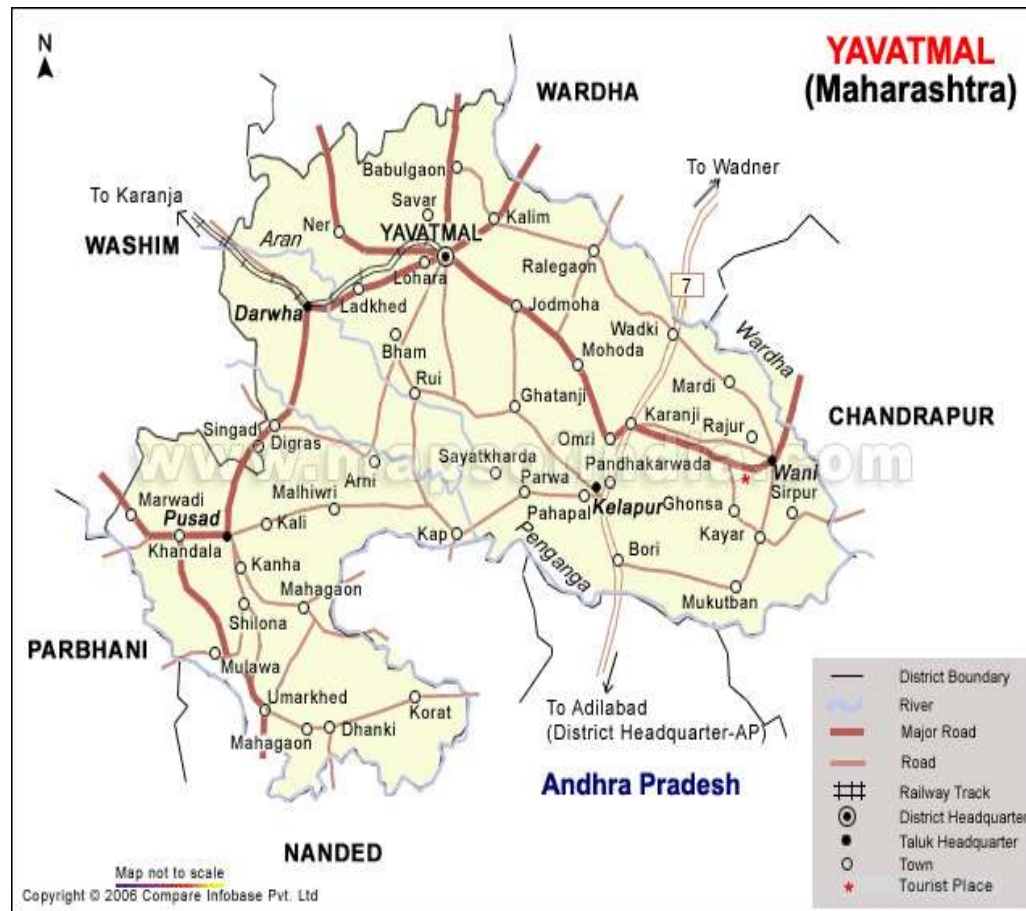 YAVATMAL
(Maharashtra)
N
WARDHA
To Wadner
Babulgaon
To Karanja
Savar
Kalim
Ner
Aran
YAVATMAL
WASHIM
Ralegaon
Lohara
7
Ladkhed
Jodmoha
Darwha
Wadki
Wardha
Bham
Mohoda
Rui
Mardi
Ghatanji
Karanji
CHANDRAPUR
Singad
Rajur
Omri
Digras
www.mapsofindia.com
Sayatkharda
Pandhakarwada
Wani
Arni
Parwa
Sirpur
Marwadi
Malhiwri
Kelapur
Ghonsa
Pusad
Pahapal
Kali
Kap
Kayar
Khandala
Penganga
Bori
Kanha
Mahagaon
Mukutban
Shilona
PARBHANI
Mulawa
Umarkhed
Korat
To Adilabad
(District Headquarter-AP)
Mahagaon
Dhanki
Andhra Pradesh
NANDED
District Boundary
River
Major Road
Road
Railway Track
District Headquarter
Taluk Headquarter
Town
Tourist Place
Map not to scale
Copyright © 2006 Compare Infobase Pvt. Ltd